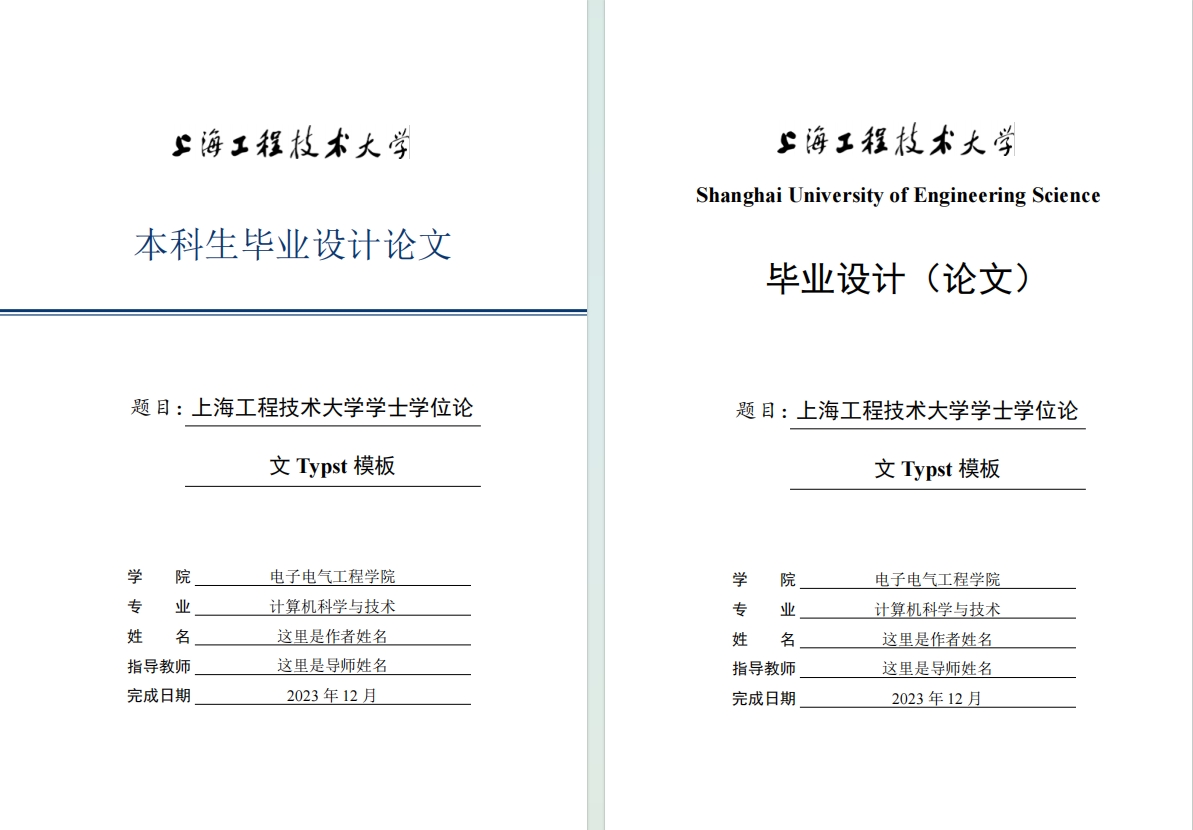 上海工程技术大学
本科生毕业设计论文
题目：上海工程技术大学学士学位论
文 Typst 模板
学 院 电子电气工程学院
专 业 计算机科学与技术
姓 名 这里是作者姓名
指导教师 这里是导师姓名
完成日期 2023 年 12 月
上海工程技术大学
Shanghai University of Engineering Science
毕业设计（论文）
题目：上海工程技术大学学士学位论
文 Typst 模板
学 院 电子电气工程学院
专 业 计算机科学与技术
姓 名 这里是作者姓名
指导教师 这里是导师姓名
完成日期 2023 年 12 月